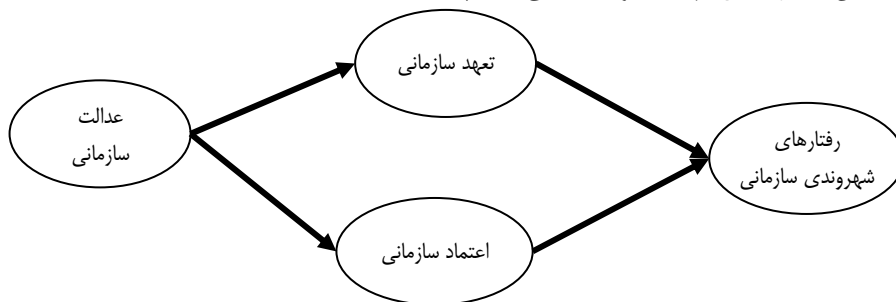 تعهد سازمانی
عدالت
سازمانی
رفتارهای
شهروندی سازمانی
اعتماد سازمانی